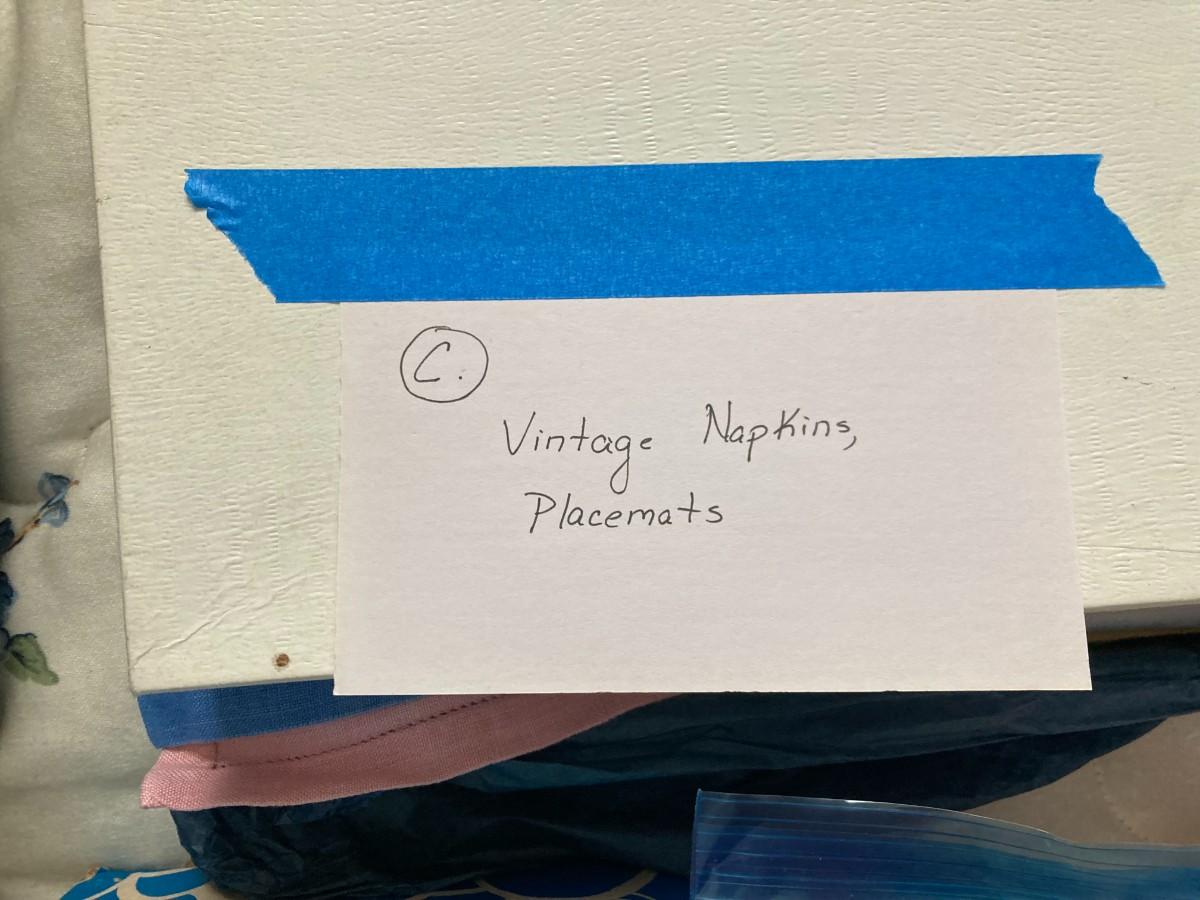 C.
Vintage Napkins,
Placemats